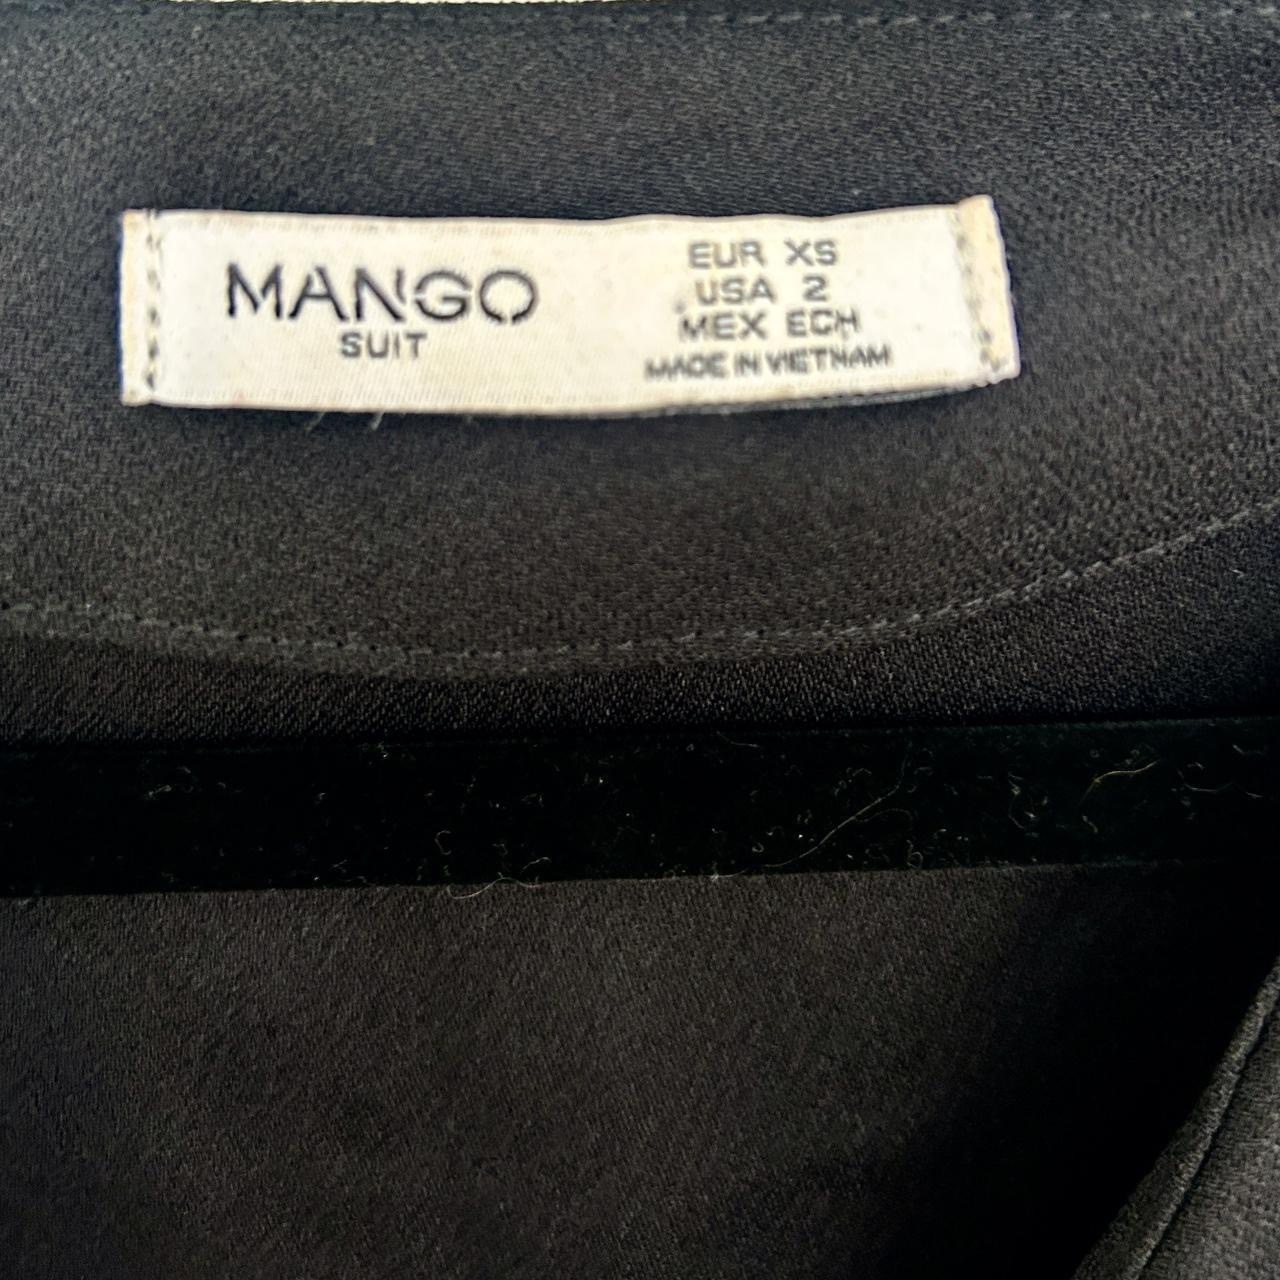 MANGO
SUIT
EUR XS
USA 2
MEX ECH
MADE IN VIETNAM